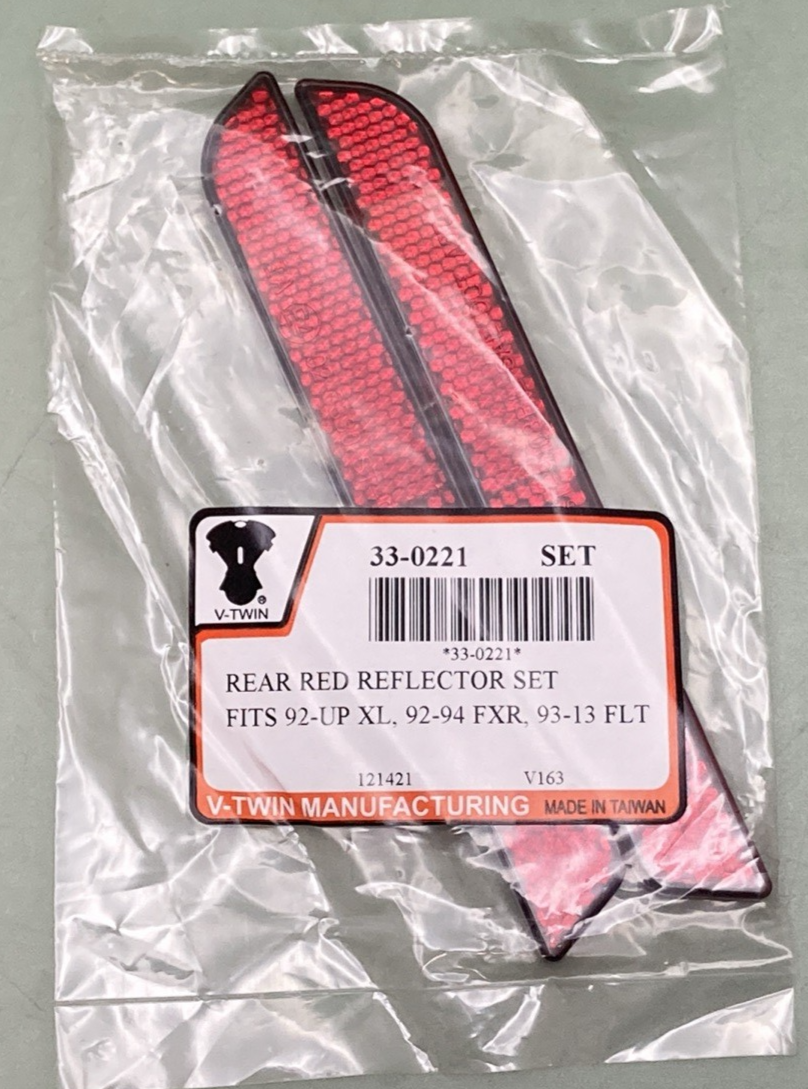 33-0221 SET
V-TWIN
*33-0221*
REAR RED REFLECTOR SET
FITS 92-UP XL, 92-94 FXR, 93-13 FLT
121421 V163
V-TWIN MANUFACTURING MADE IN TAIWAN